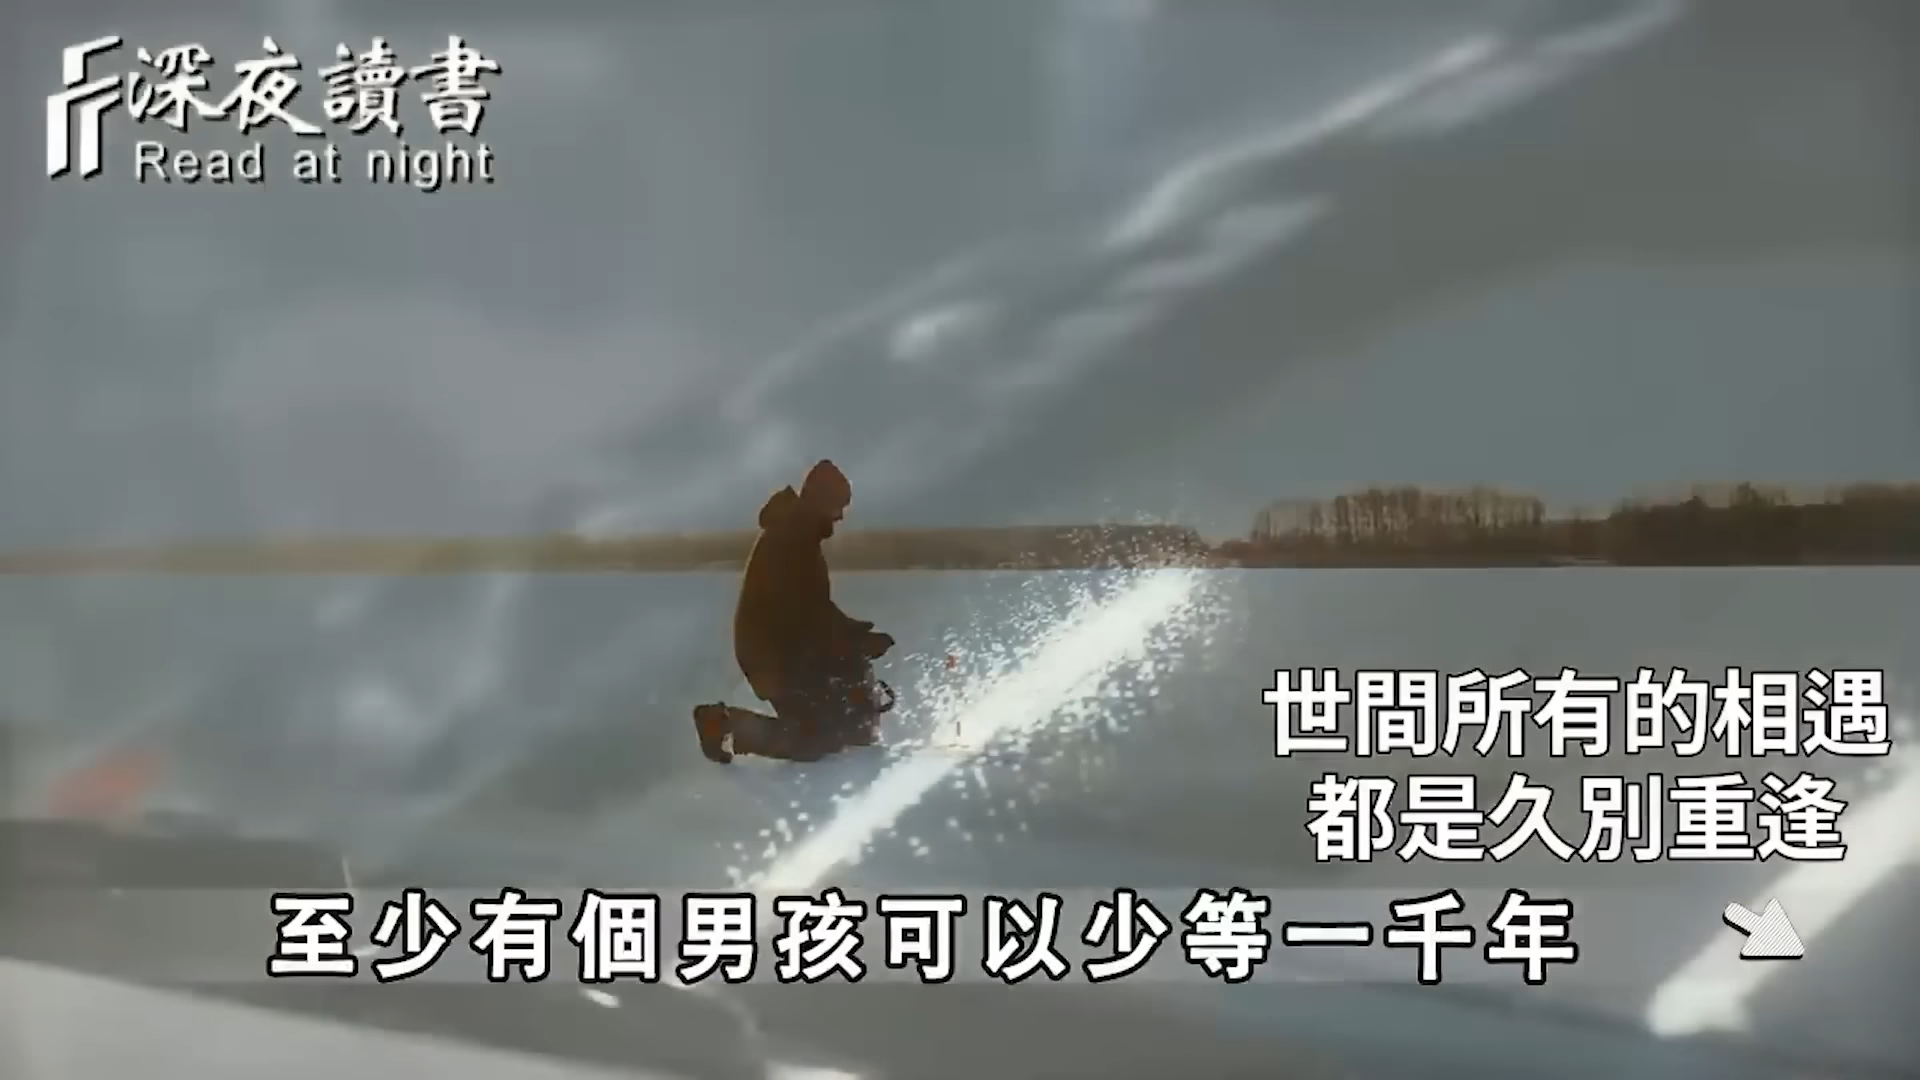 深夜讀書
Read at night
世間所有的相遇
都是久別重逢
至少有個男孩可以少等一千年